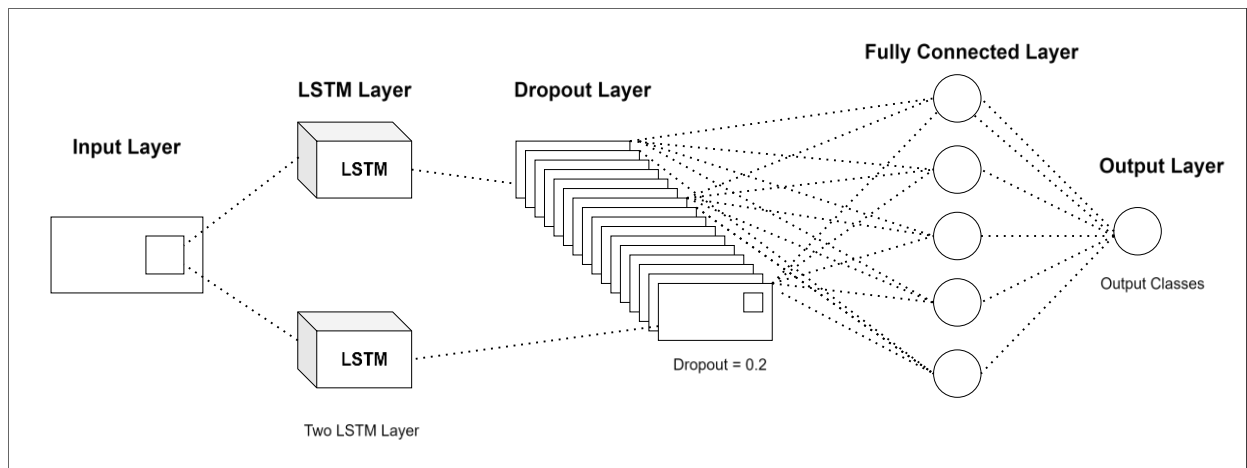 Fully Connected Layer
LSTM Layer
Dropout Layer
Input Layer
Output Layer
LSTM
LSTM
Output Classes
Dropout = 0.2
Two LSTM Layer